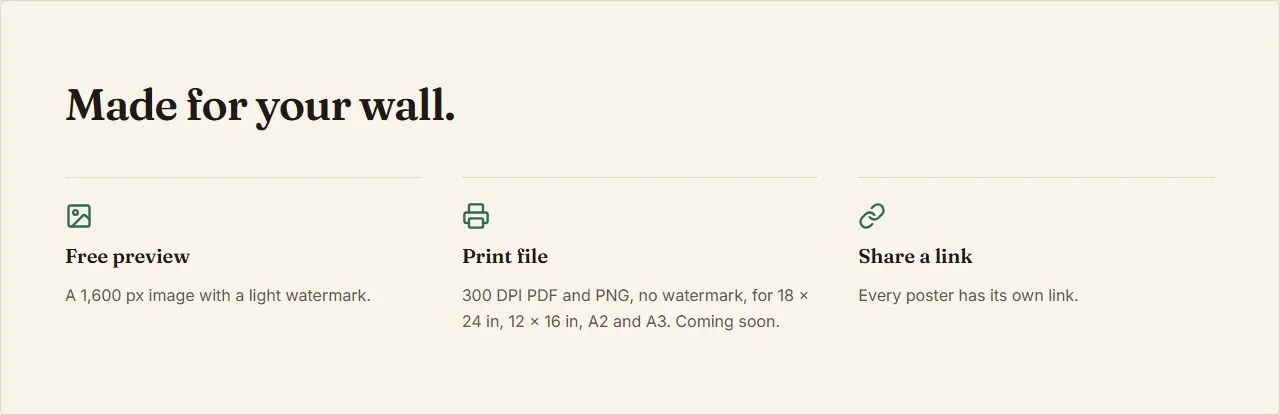 Made for your wall.
Free preview
A 1,600 px image with a light watermark.
Print file
300 DPI PDF and PNG, no watermark, for 18 ×
24 in, 12 × 16 in, A2 and A3. Coming soon.
Share a link
Every poster has its own link.